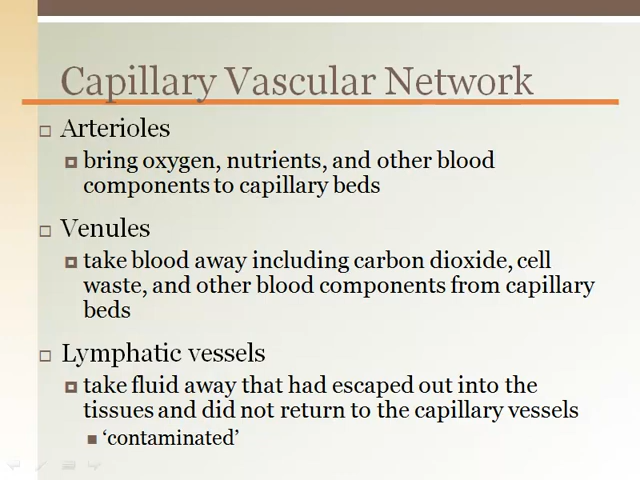 Capillary Vascular Network
Arterioles
bring oxygen, nutrients, and other blood
components to capillary beds
Venules
take blood away including carbon dioxide, cell
waste, and other blood components from capillary
beds
Lymphatic vessels
take fluid away that had escaped out into the
tissues and did not return to the capillary vessels
‘contaminated’